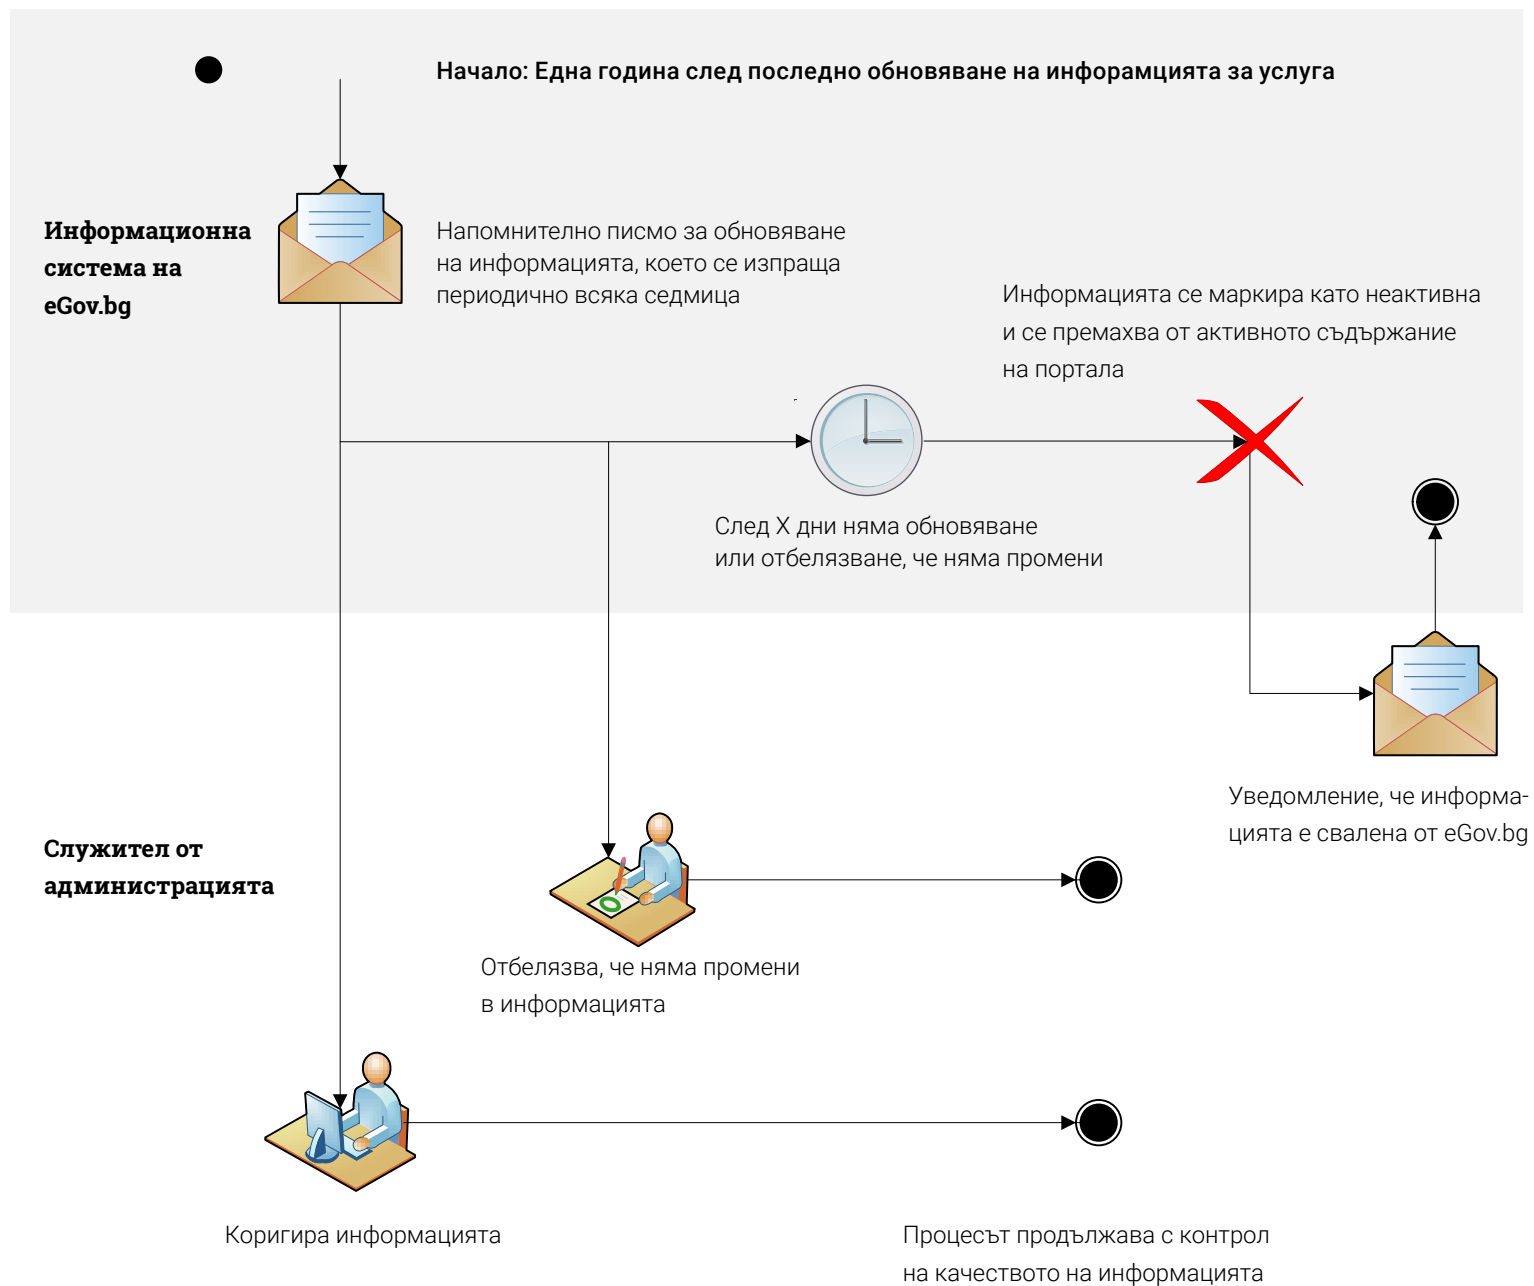 Начало: Една година след последно обновяване на инфорамцията за услуга
Информационна
система на
eGov.bg
Напомнително писмо за обновяване
на информацията, което се изпраща
периодично всяка седмица
Информацията се маркира като неактивна
и се премахва от активното съдържание
на портала
След X дни няма обновяване
или отбелязване, че няма промени
Уведомление, че информа-
цията е свалена от eGov.bg
Служител от
администрацията
Отбелязва, че няма промени
в информацията
Коригира информацията
Процесът продължава с контрол
на качеството на информацията